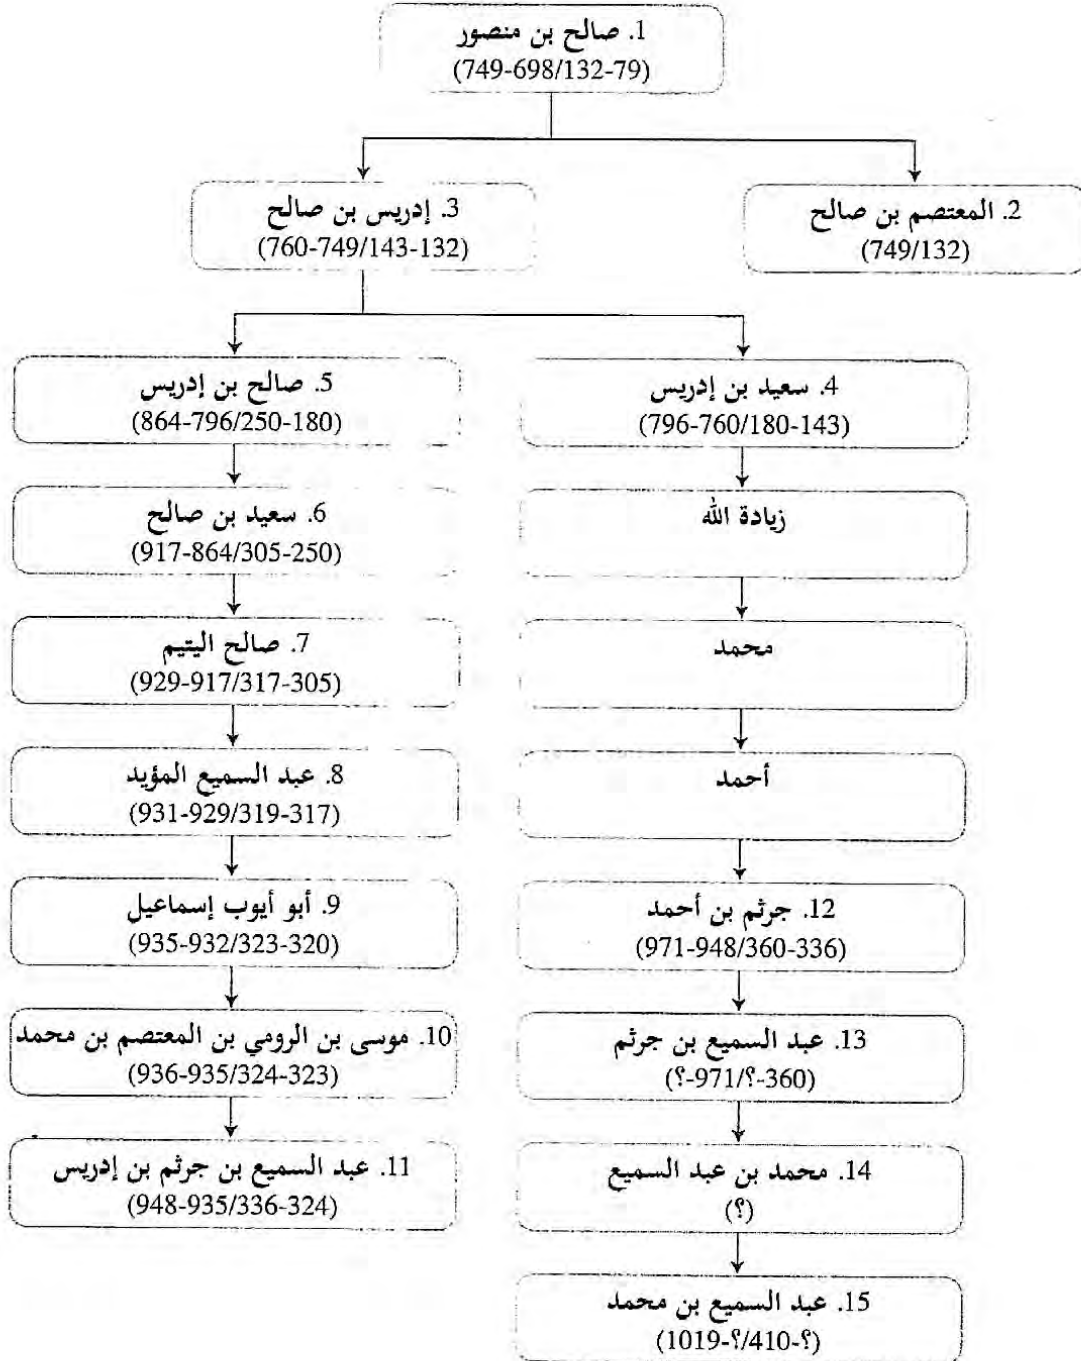 1. صالح بن منصور
(749-698/132-79)
2. المعتصم بن صالح
(749/132)
3. إدريس بن صالح
(760-749/143-132)
4. سعيد بن إدريس
(796-760/180-143)
5. صالح بن إدريس
(864-796/250-180)
زيادة الله
6. سعيد بن صالح
(917-864/305-250)
محمد
7. صالح اليتيم
(929-917/317-305)
أحمد
8. عبد السميع المؤيد
(931-929/319-317)
12. جرثم بن أحمد
(971-948/360-336)
9. أبو أيوب إسماعيل
(935-932/323-320)
13. عبد السميع بن جرثم
(؟-971/؟-360)
10. موسى بن الرومي بن المعتصم بن محمد
(936-935/324-323)
14. محمد بن عبد السميع
(؟)
11. عبد السميع بن جرثم بن إدريس
(948-935/336-324)
15. عبد السميع بن محمد
(1019-؟/410-؟)